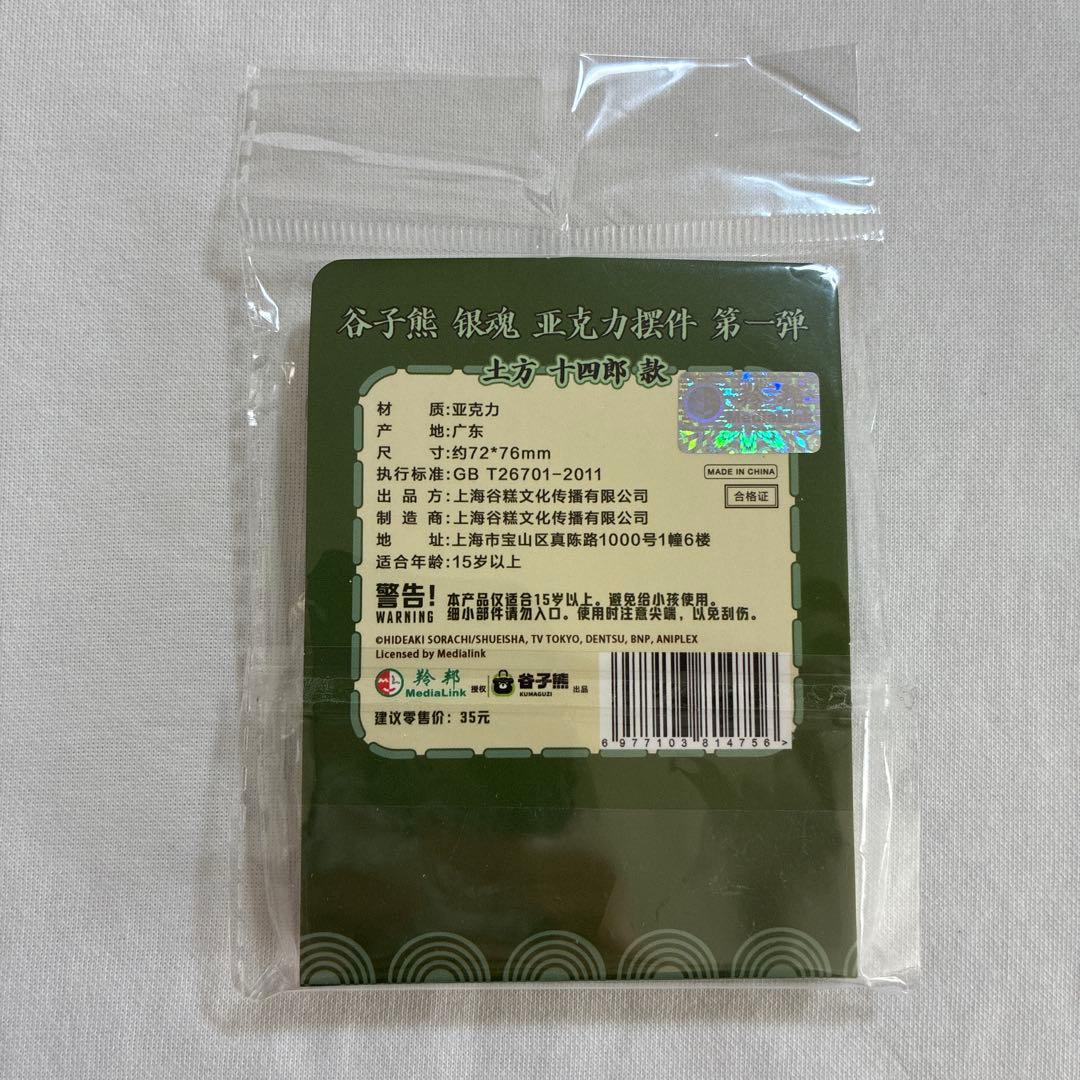 谷子熊 银魂 亚克力摆件 第一弹
土方 十四郎 款
材 质:亚克力
产 地:广东
尺 寸:约72*76mm
执行标准:GB T26701-2011
出 品 方:上海谷糕文化传播有限公司
制 造 商:上海谷糕文化传播有限公司
地 址:上海市宝山区真陈路1000号1幢6楼
适合年龄:15岁以上
MediaLink
MADE IN CHINA
合格证
警告!
WARNING
本产品仅适合15岁以上。避免给小孩使用。
细小部件请勿入口。使用时注意尖端，以免刮伤。
©HIDEAKI SORACHI/SHUEISHA, TV TOKYO, DENTSU, BNP, ANIPLEX
Licensed by Medialink
羚邦
MediaLink 授权
谷子熊 出品
KUMAGUZI
建议零售价：35元
6 977103 814756 >